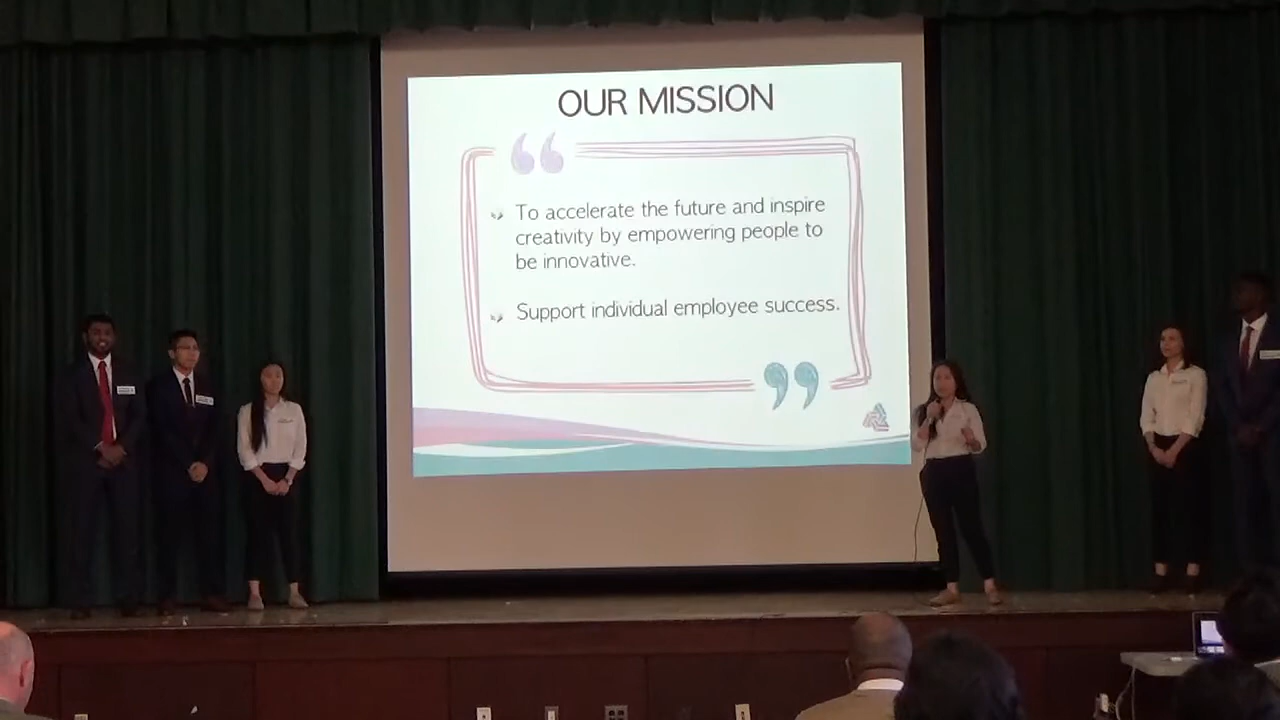 OUR MISSION
To accelerate the future and inspire
creativity by empowering people to
be innovative.
Support individual employee success.